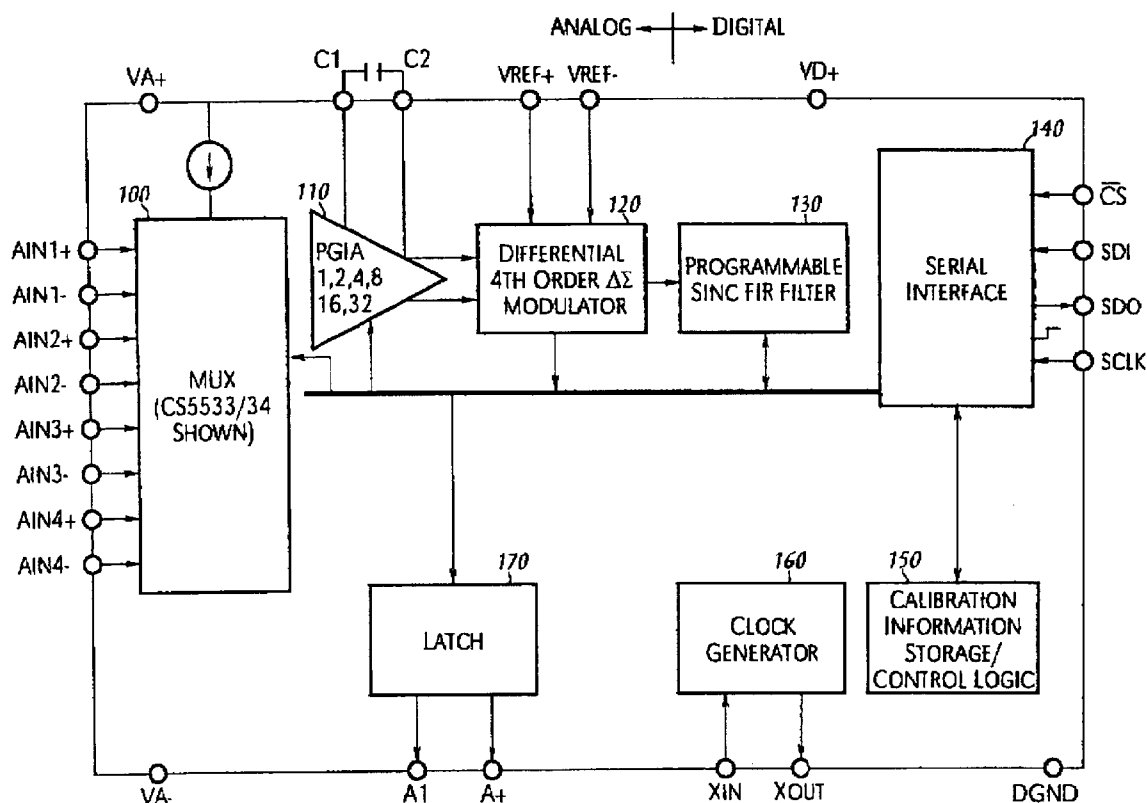 ANALOG DIGITAL
C1 C2
VA+ VREF+ VREF- VD+
140
100
110
120
130
CS
AIN1+
AIN1-
AIN2+
AIN2-
AIN3+
AIN3-
AIN4+
AIN4-
MUX
(CS5533/34
SHOWN)
PGIA
1,2,4,8
16,32
DIFFERENTIAL
4TH ORDER ΔΣ
MODULATOR
PROGRAMMABLE
SINC FIR FILTER
SERIAL
INTERFACE
SDI
SDO
SCLK
170
LATCH
160
CLOCK
GENERATOR
150
CALIBRATION
INFORMATION
STORAGE/
CONTROL LOGIC
VA- A1 A+ XIN XOUT DGND